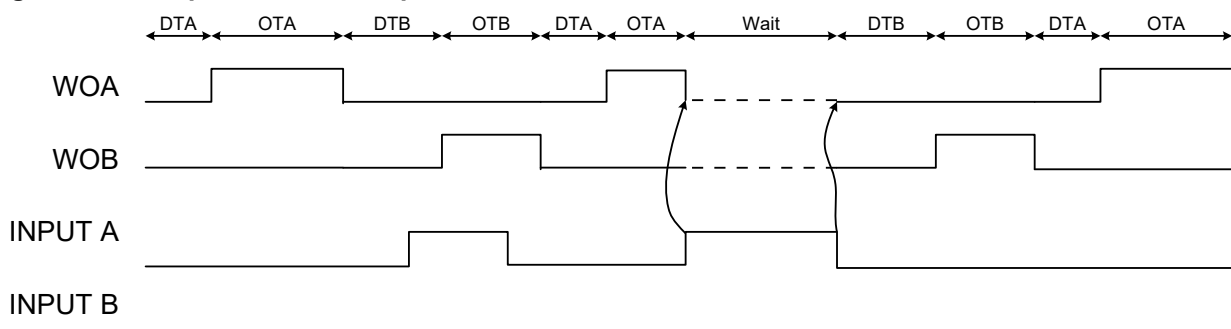 DTA OTA DTB OTB DTA OTA Wait DTB OTB DTA OTA
WOA
WOB
INPUT A
INPUT B